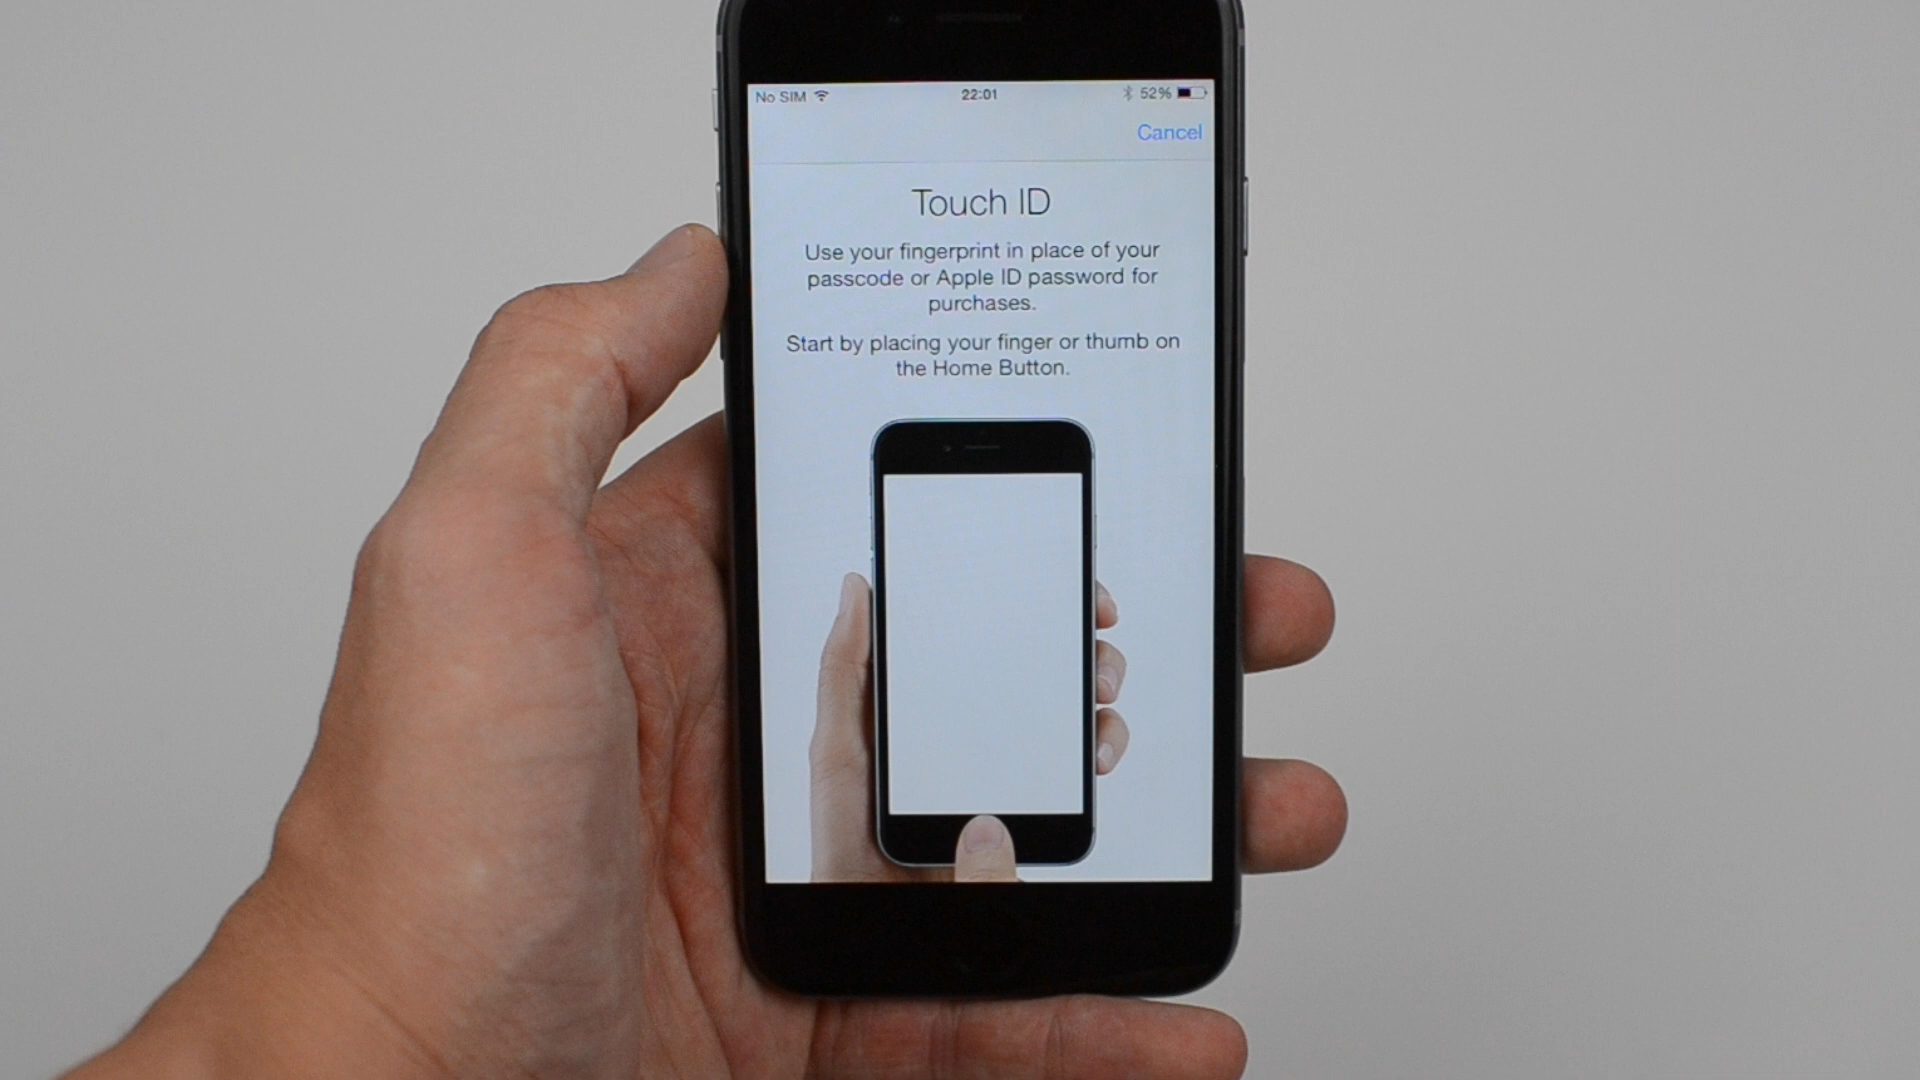 No SIM 22:01 52%
Cancel
Touch ID
Use your fingerprint in place of your
passcode or Apple ID password for
purchases.
Start by placing your finger or thumb on
the Home Button.